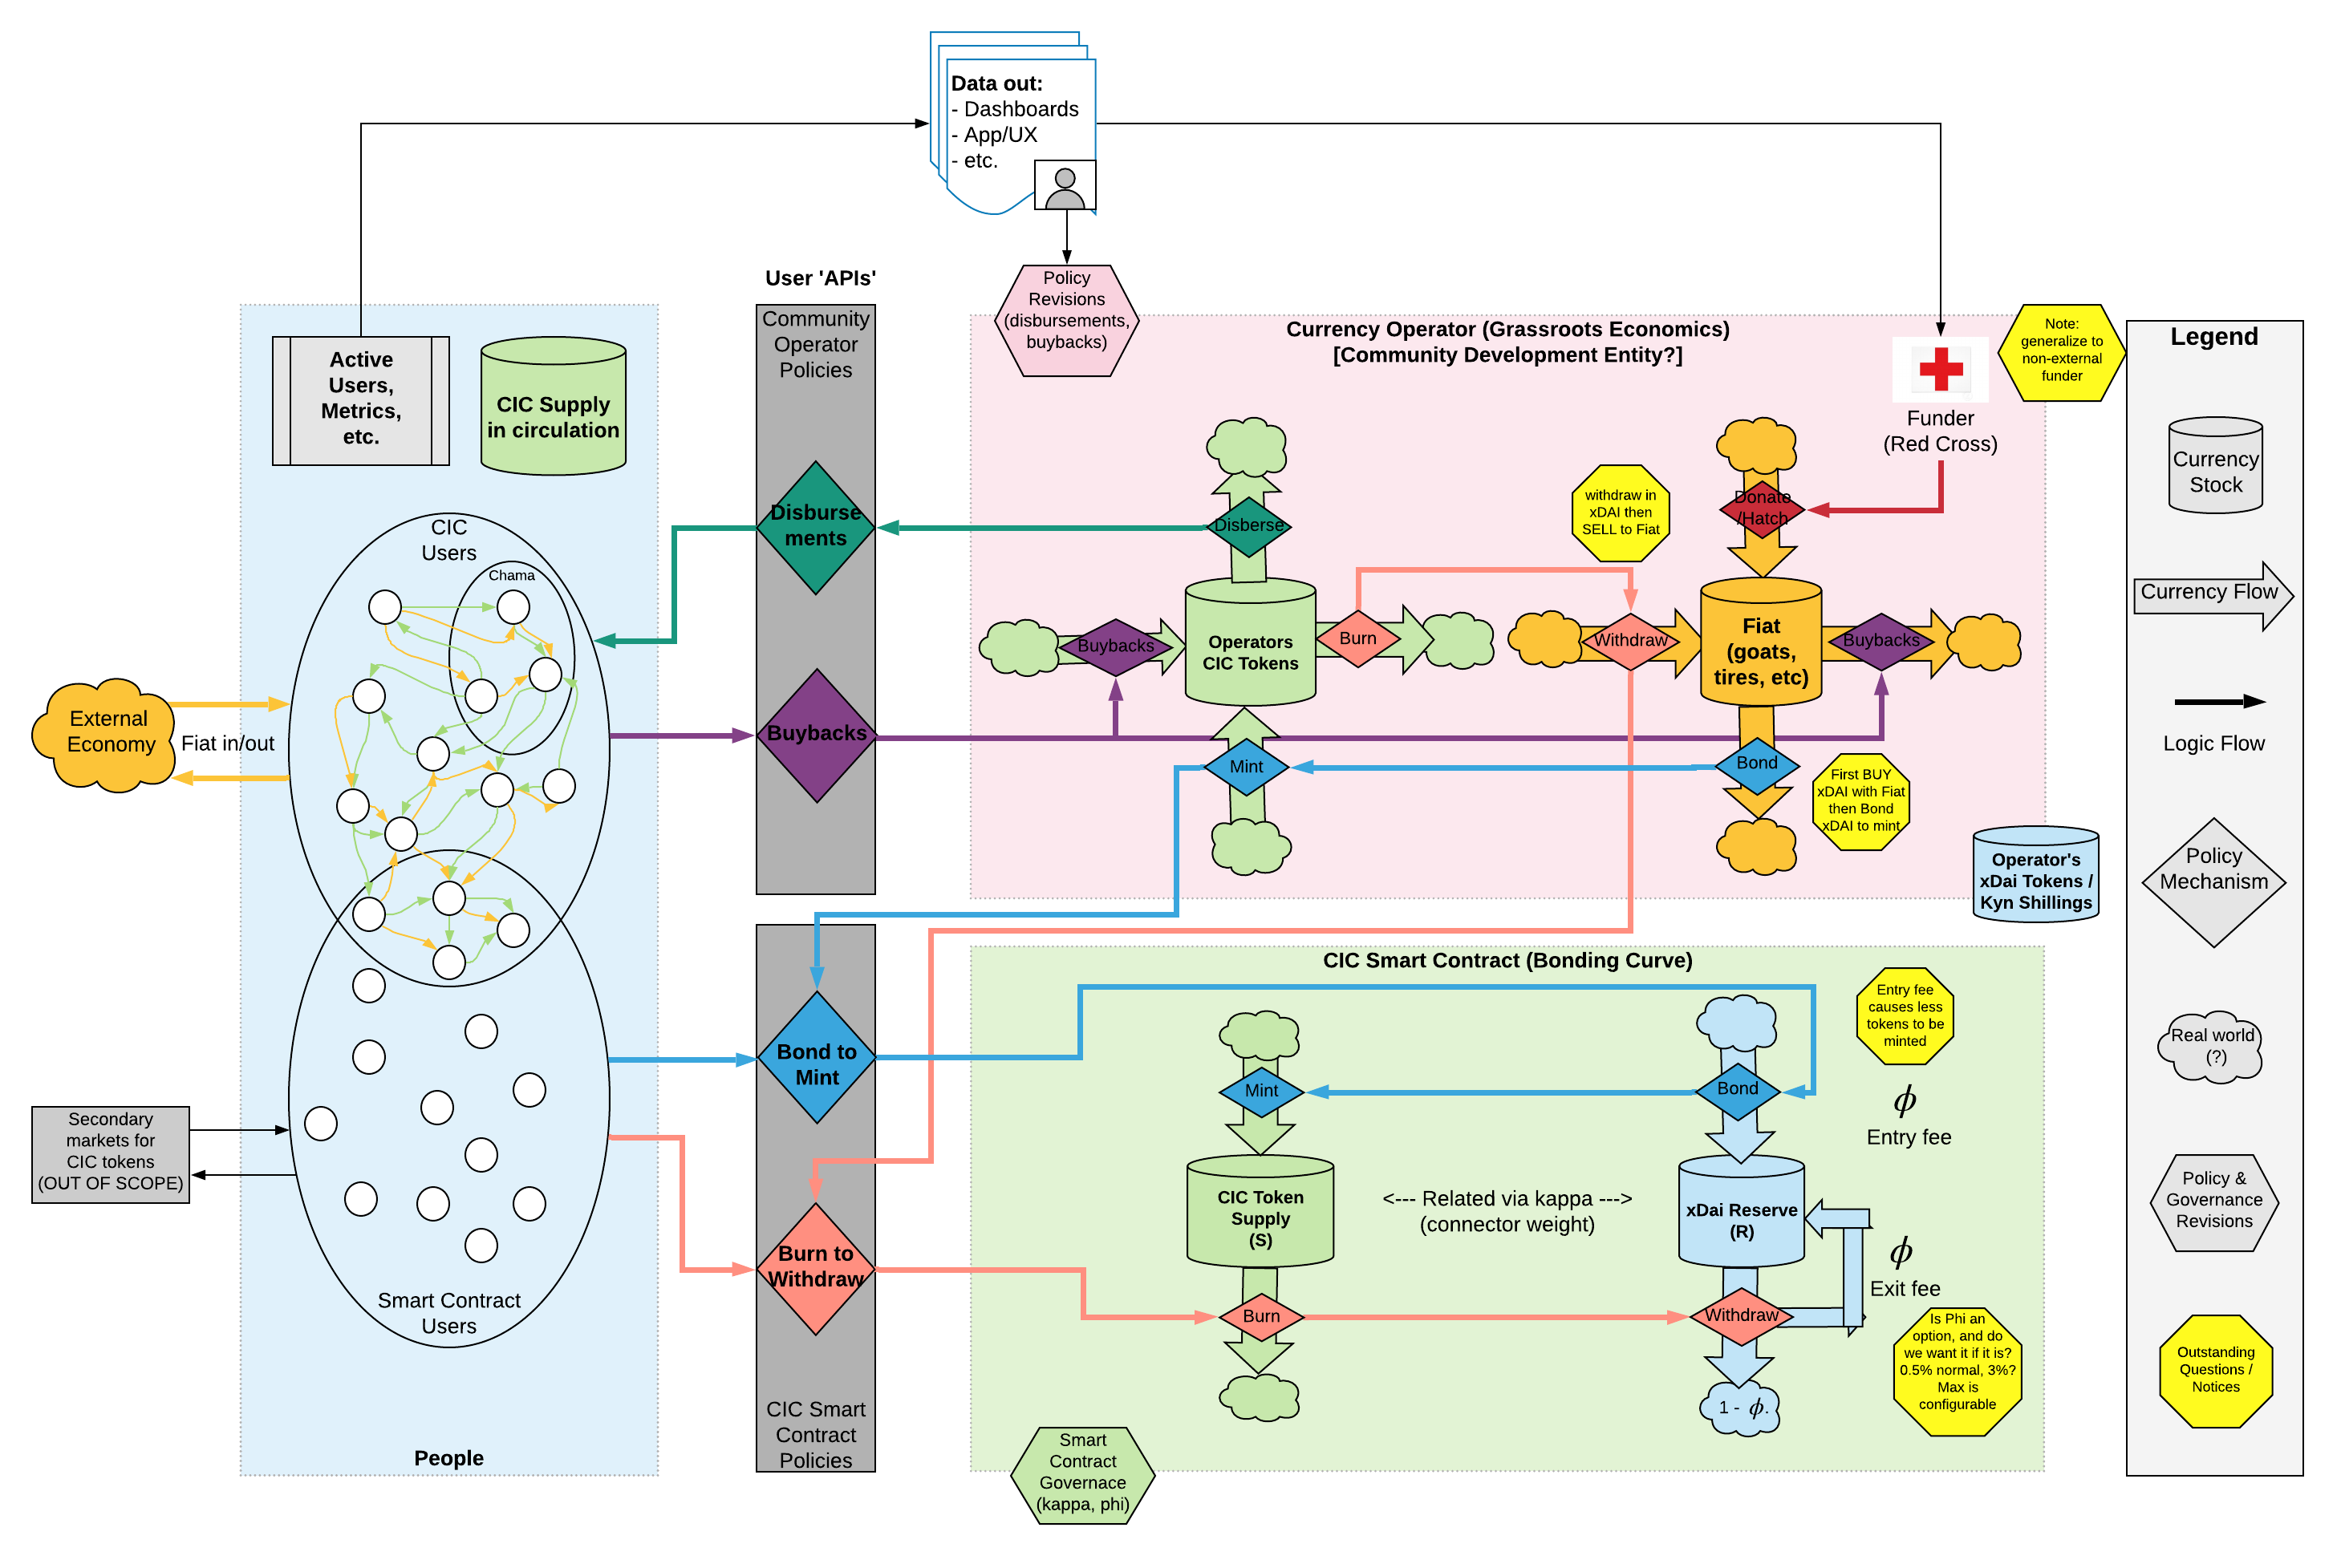 Data out:
- Dashboards
- App/UX
- etc.
User 'APIs'
Policy
Revisions
(disbursements,
buybacks)
Community
Operator
Policies
Active
Users,
Metrics,
etc.
CIC Supply
in circulation
CIC
Users
Chama
External
Economy
Fiat in/out
Secondary
markets for
CIC tokens
(OUT OF SCOPE)
Smart Contract
Users
People
Disburse
ments
Buybacks
Bond to
Mint
Burn to
Withdraw
CIC Smart
Contract
Policies
Currency Operator (Grassroots Economics)
[Community Development Entity?]
Note:
generalize to
non-external
funder
Funder
(Red Cross)
withdraw in
xDAI then
SELL to Fiat
Donate
/Hatch
Disberse
Buybacks
Operators
CIC Tokens
Burn
Withdraw
Fiat
(goats,
tires, etc)
Buybacks
Mint
Bond
First BUY
xDAI with Fiat
then Bond
xDAI to mint
Operator's
xDai Tokens /
Kyn Shillings
CIC Smart Contract (Bonding Curve)
Entry fee
causes less
tokens to be
minted
Mint
Bond
ϕ
Entry fee
CIC Token
Supply
(S)
<--- Related via kappa --->
(connector weight)
xDai Reserve
(R)
ϕ
Exit fee
Burn
Withdraw
1 - ϕ.
Is Phi an
option, and do
we want it if it is?
0.5% normal, 3%?
Max is
configurable
Smart
Contract
Governace
(kappa, phi)
Legend
Currency
Stock
Currency Flow
Logic Flow
Policy
Mechanism
Real world
(?)
Policy &
Governance
Revisions
Outstanding
Questions /
Notices